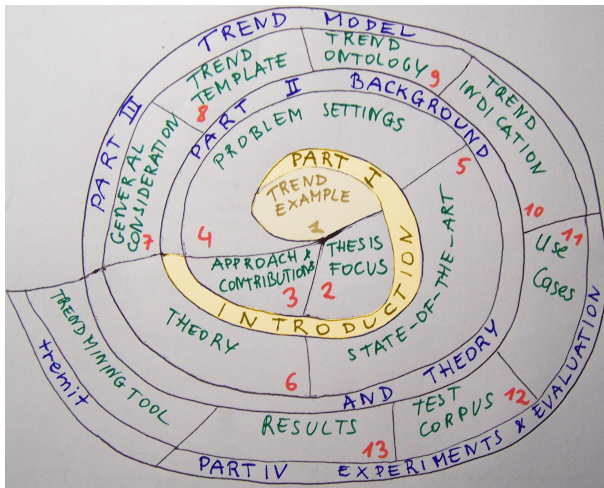 PART I
INTRODUCTION
TREND
EXAMPLE
1
THESIS
FOCUS
2
APPROACH &
CONTRIBUTIONS
3
PART II BACKGROUND
AND THEORY
PROBLEM SETTINGS
4
STATE-OF-THE-ART
5
THEORY
6
PART III TREND MODEL
GENERAL
CONSIDERATION
7
TREND
TEMPLATE
8
TREND
ONTOLOGY
9
TREND
INDICATION
10
PART IV EXPERIMENTS & EVALUATION
USE
CASES
11
TEST
CORPUS
12
RESULTS
13
TRENDMINING TOOL
tremit